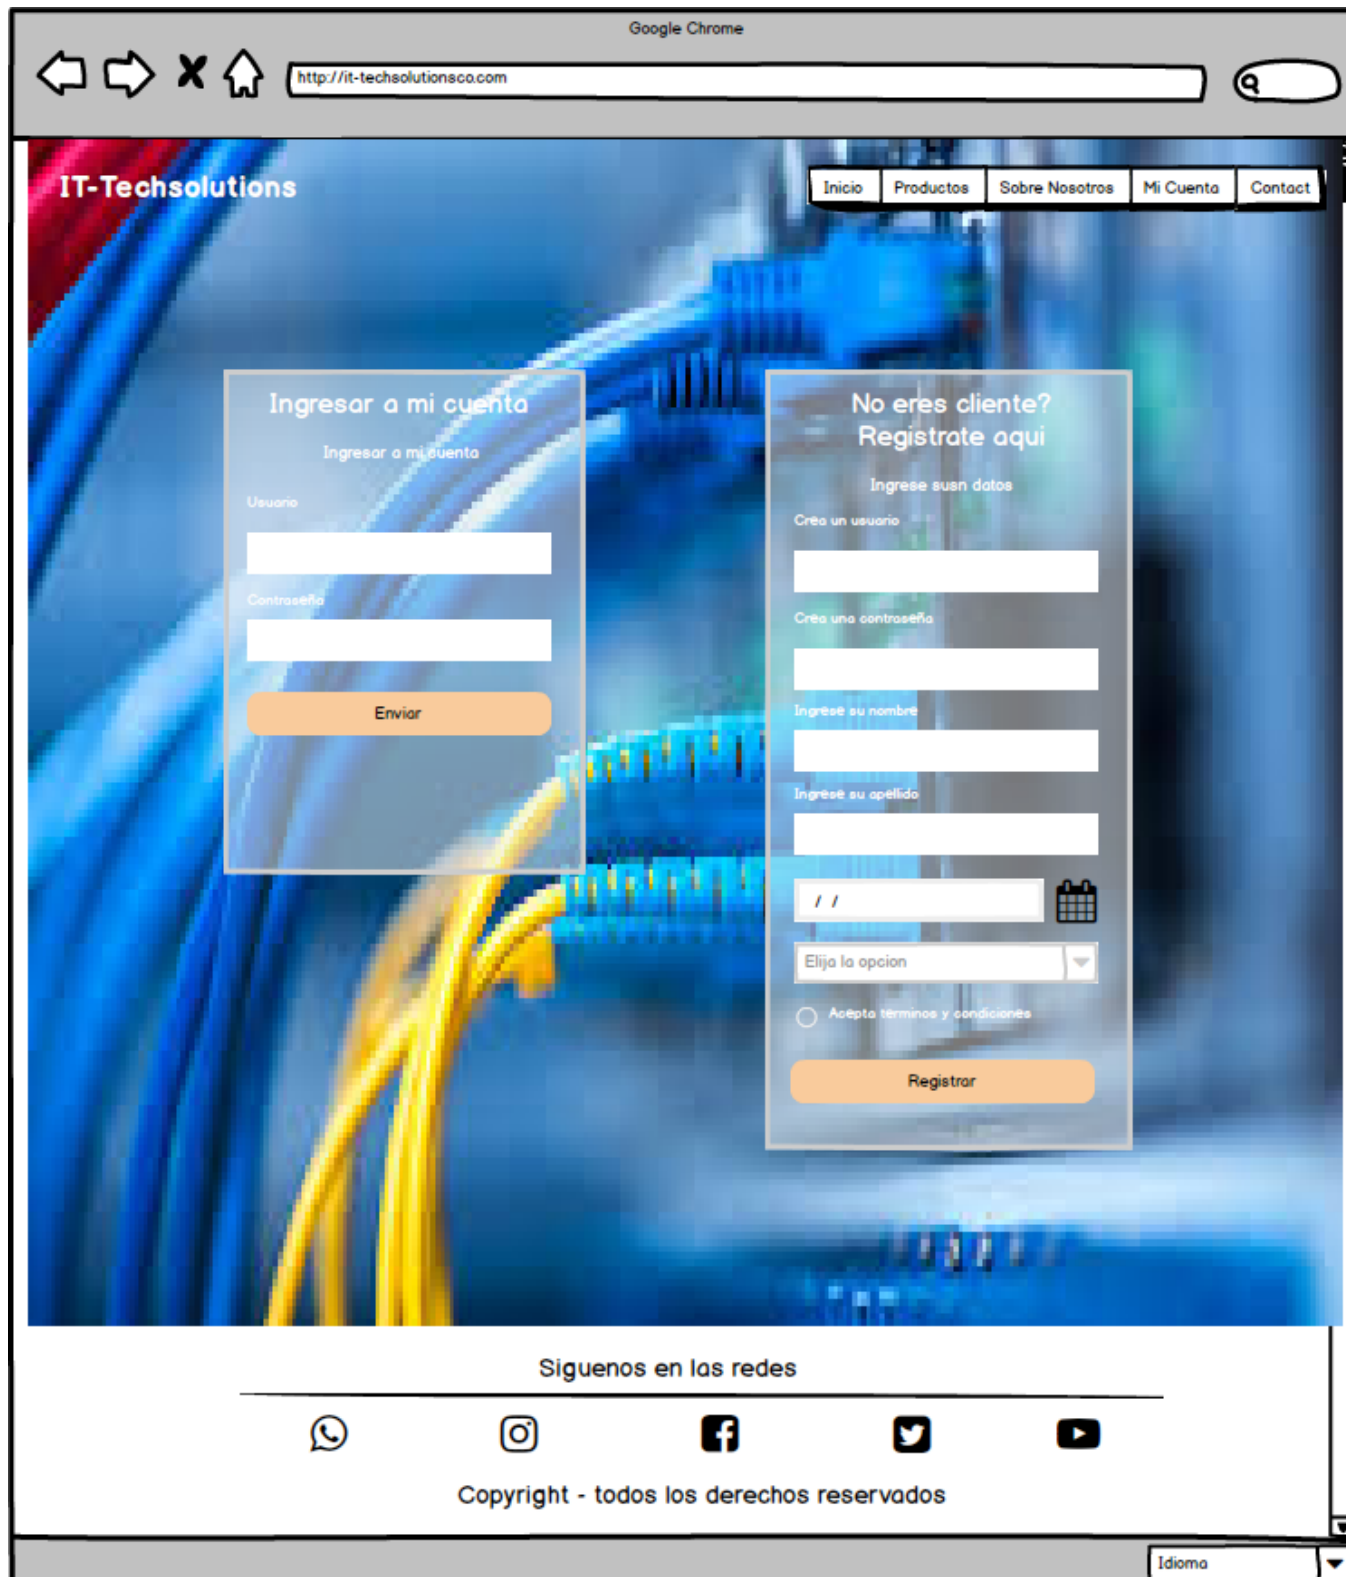 Google Chrome
http://it-techsolutionsco.com
IT-Techsolutions
Inicio
Productos
Sobre Nosotros
Mi Cuenta
Contact
Ingresar a mi cuenta
Ingresar a mi cuenta
Usuario
Contraseña
Enviar
No eres cliente?
Registrate aqui
Ingrese susn datos
Crea un usuario
Crea una contraseña
Ingrese su nombre
Ingrese su apellido
/ /
Elija la opcion
Acepta terminos y condiciones
Registrar
Siguenos en las redes
Copyright - todos los derechos reservados
Idioma